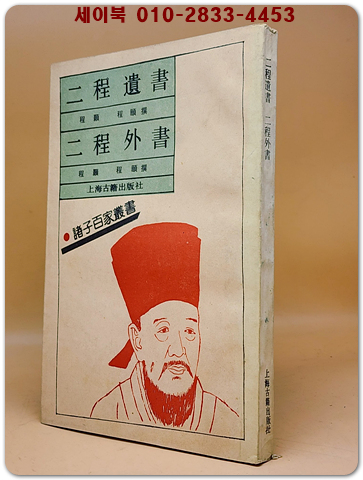 세이북 010-2833-4453
二程遺書
程顥 程頤撰
二程外書
程顥 程頤撰
上海古籍出版社
諸子百家叢書
二程遺書 二程外書
上海古籍出版社